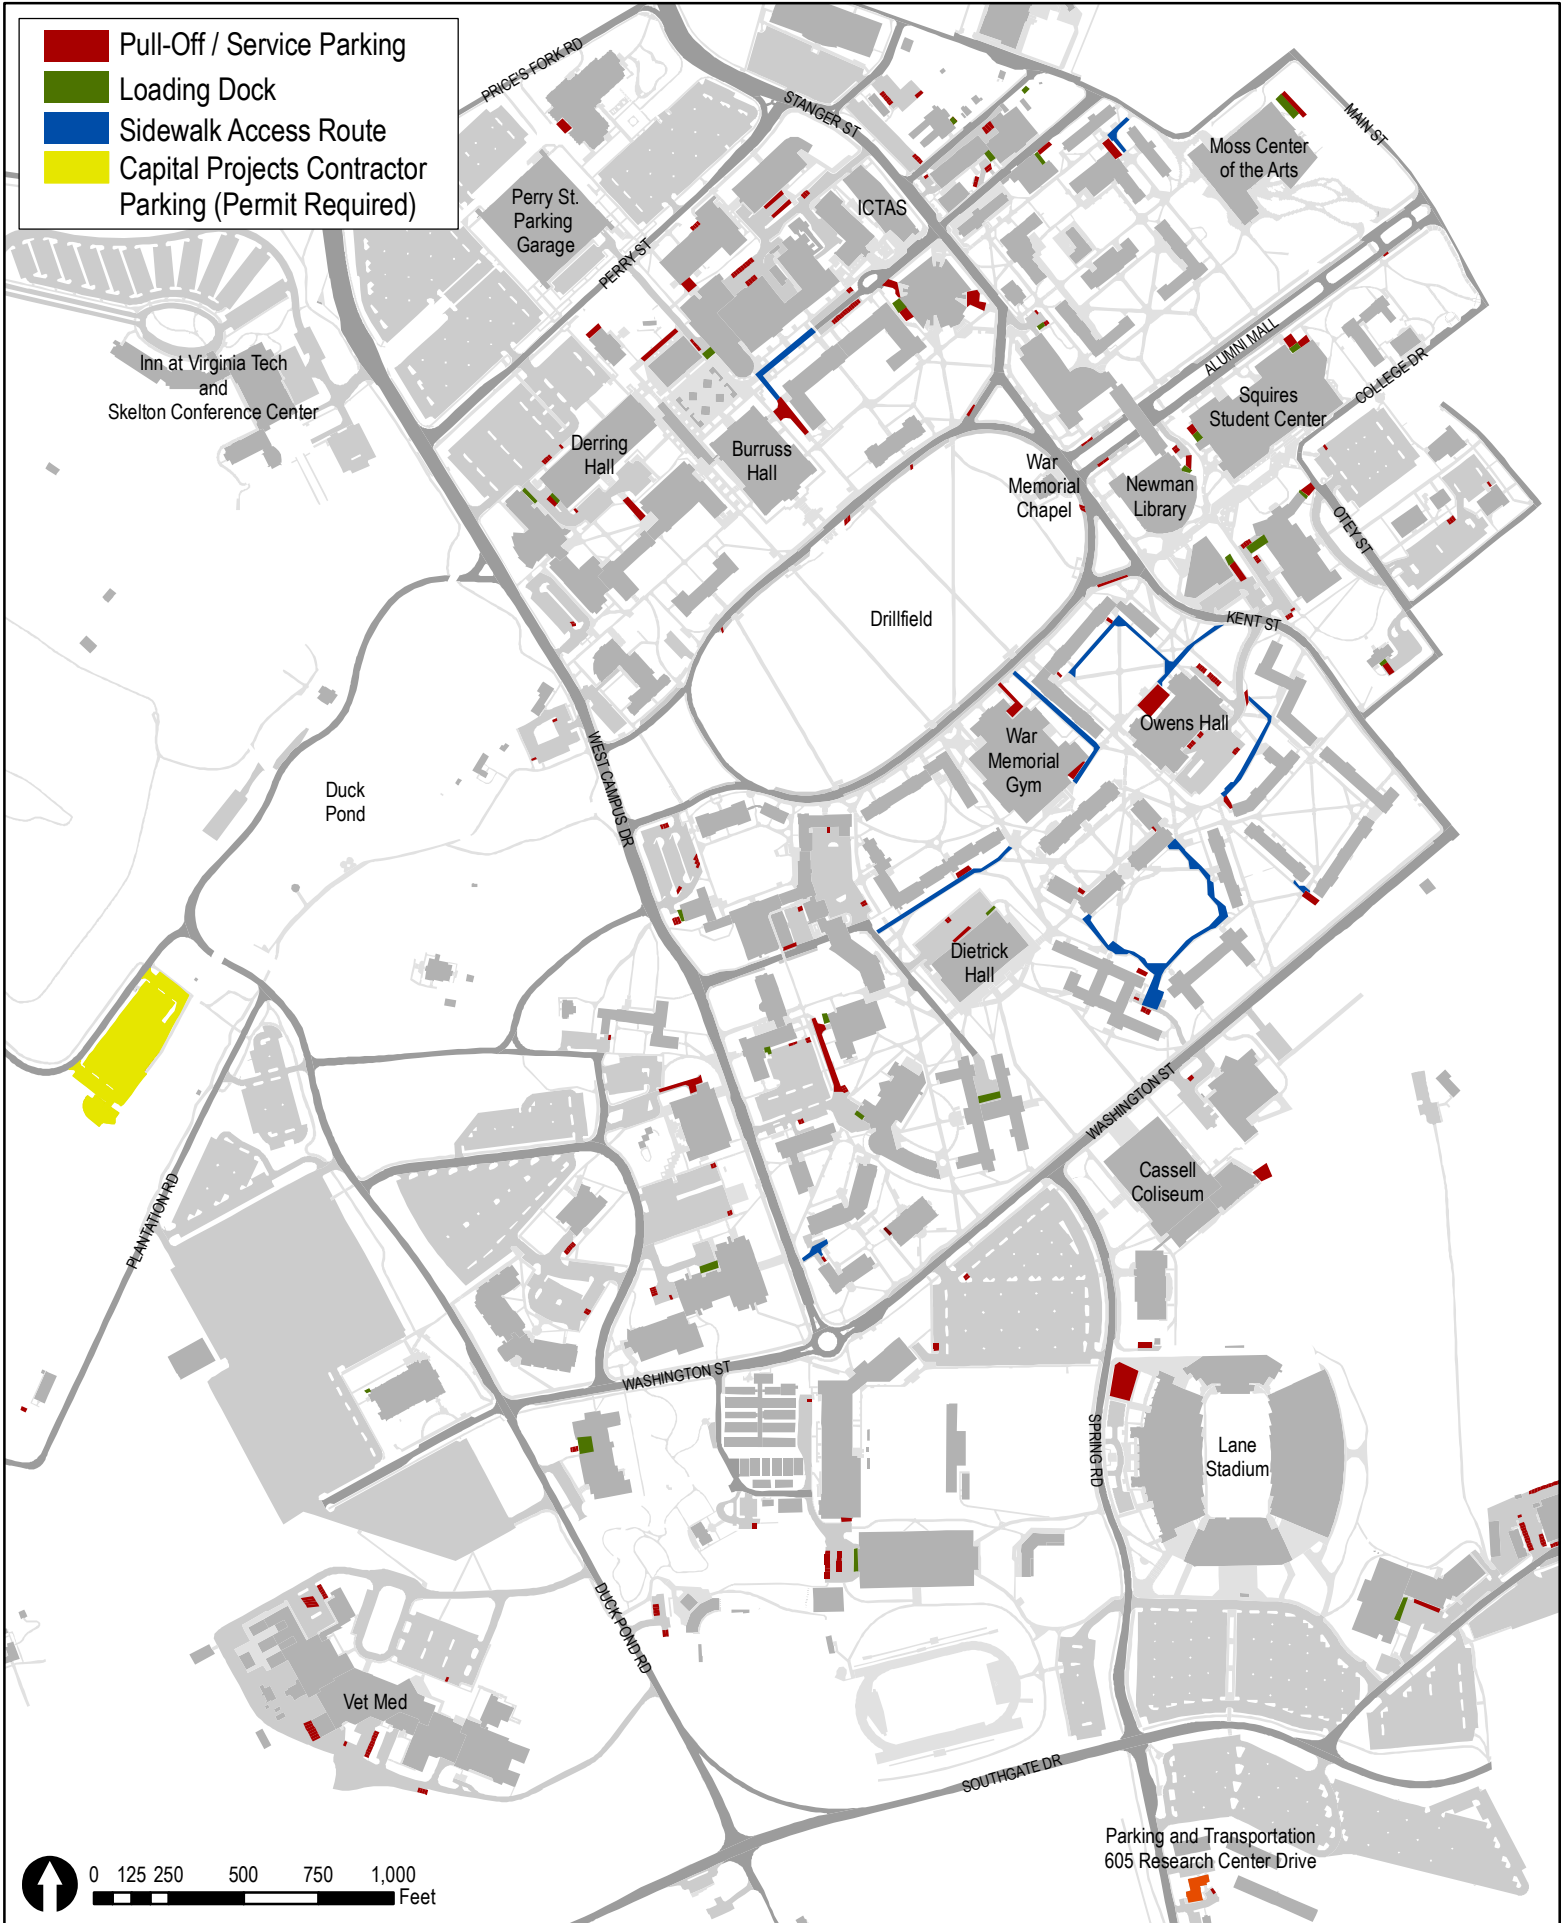 Pull-Off / Service Parking
Loading Dock
Sidewalk Access Route
Capital Projects Contractor
Parking (Permit Required)
PRICE'S FORK RD
STANGER ST
MAIN ST
Moss Center
of the Arts
Perry St.
Parking
Garage
ICTAS
PERRY ST
Inn at Virginia Tech
and
Skelton Conference Center
ALUMNI MALL
COLLEGE DR
Squires
Student Center
Derring
Hall
Burruss
Hall
War
Memorial
Chapel
Newman
Library
OTEY ST
Drillfield
KENT ST
Owens Hall
War
Memorial
Gym
WEST CAMPUS DR
Duck
Pond
Dietrick
Hall
WASHINGTON ST
Cassell
Coliseum
PLANTATION RD
WASHINGTON ST
SPRING RD
Lane
Stadium
DUCK POND RD
Vet Med
SOUTHGATE DR
Parking and Transportation
605 Research Center Drive
0 125 250 500 750 1,000
Feet